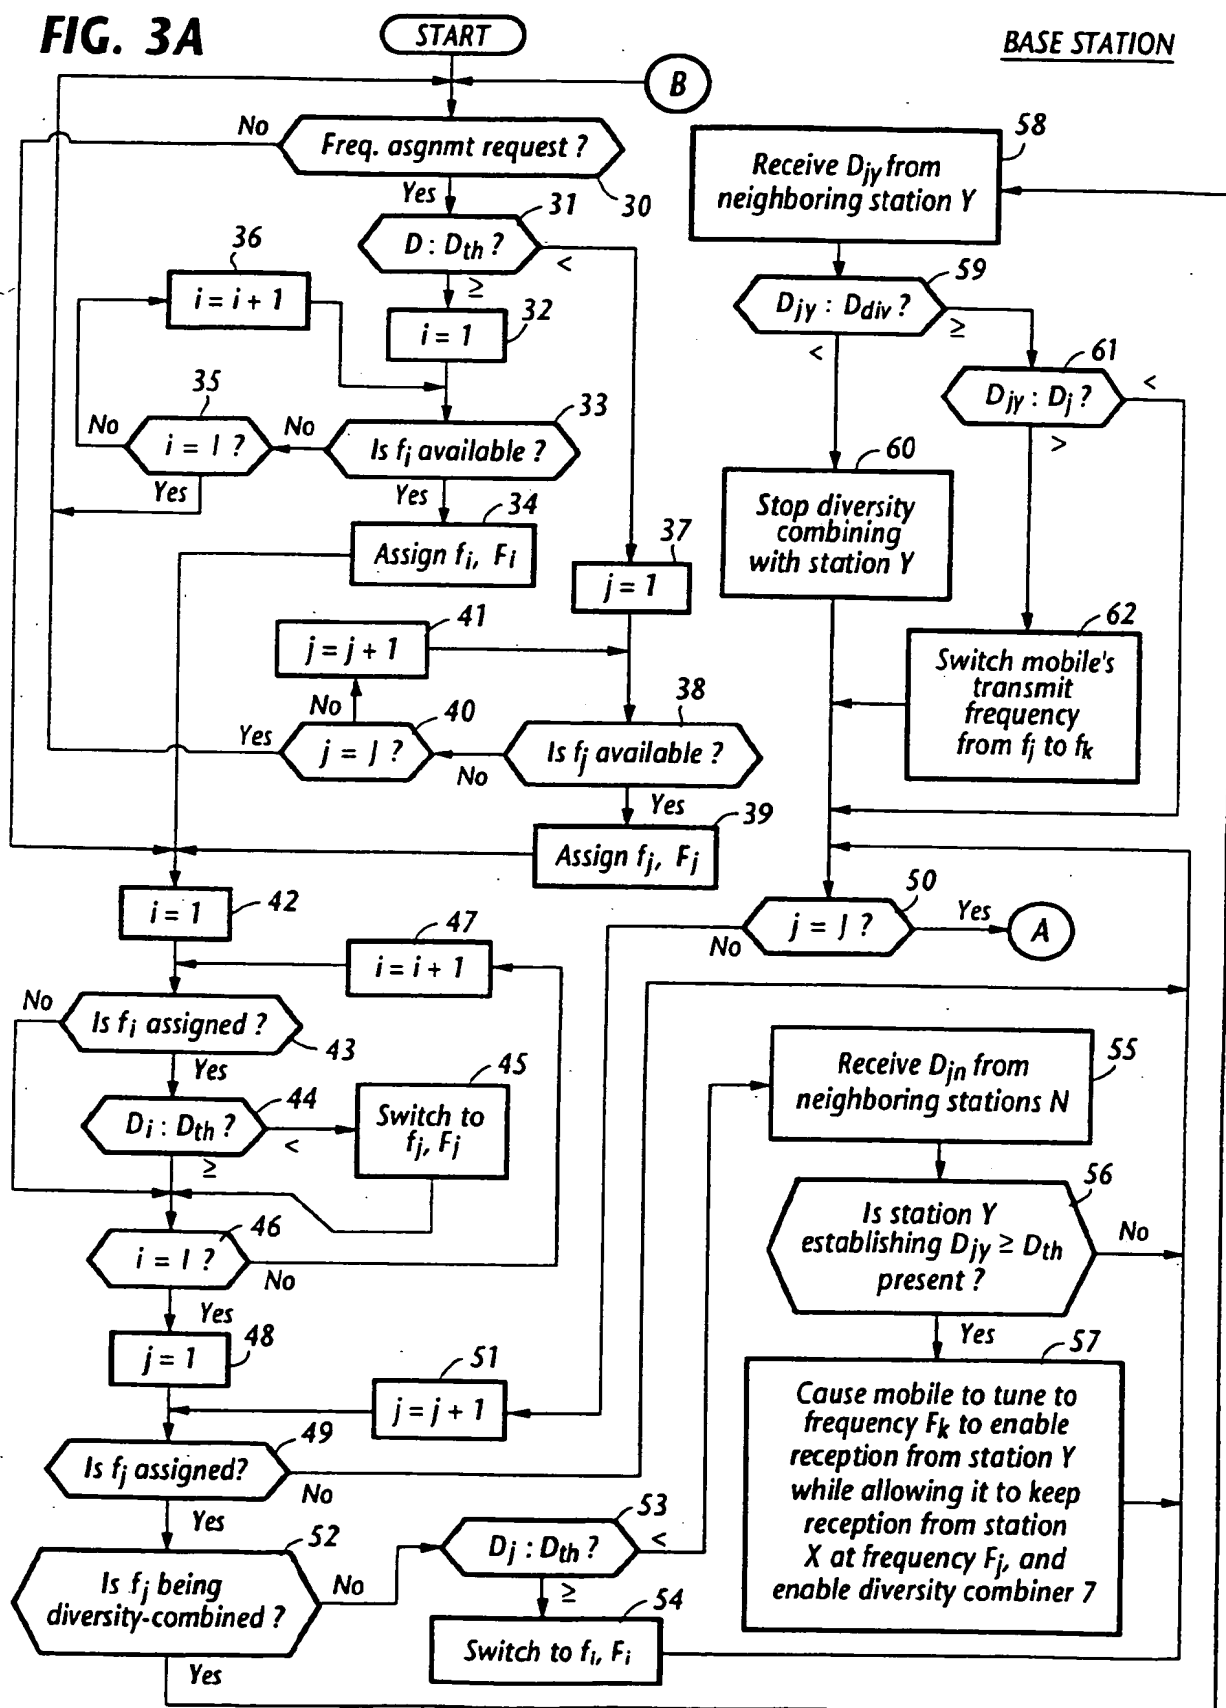 FIG. 3A
START
BASE STATION
B
No
Freq. asgnmt request ?
Yes
30
31
D : Dth ?
<
≥
36
i = i + 1
32
i = 1
35
No
i = I ?
No
33
Is fi available ?
Yes
Yes
34
Assign fi, Fi
37
j = 1
41
j = j + 1
No
40
Yes
j = J ?
No
38
Is fj available ?
Yes
39
Assign fj, Fj
42
i = 1
47
i = i + 1
No
Is fi assigned ?
43
Yes
44
Di : Dth ?
<
≥
45
Switch to
fj, Fj
46
i = I ?
No
Yes
48
j = 1
51
j = j + 1
49
Is fj assigned?
No
Yes
52
Is fj being
diversity-combined ?
No
Yes
53
Dj : Dth ?
<
≥
54
Switch to fi, Fi
58
Receive Djy from
neighboring station Y
59
Djy : Ddiv ?
≥
<
61
Djy : Dj ?
<
>
60
Stop diversity
combining
with station Y
62
Switch mobile's
transmit
frequency
from fj to fk
50
j = J ?
Yes
A
No
55
Receive Djn from
neighboring stations N
56
Is station Y
establishing Djy ≥ Dth
present ?
No
Yes
57
Cause mobile to tune to
frequency Fk to enable
reception from station Y
while allowing it to keep
reception from station
X at frequency Fj, and
enable diversity combiner 7